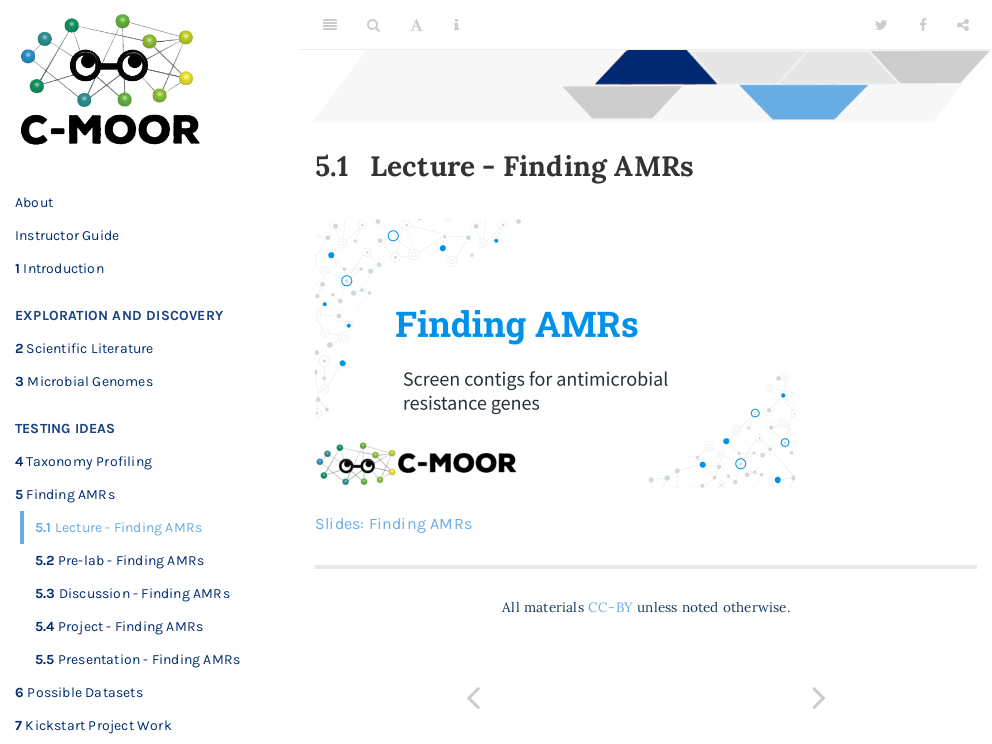 C-MOOR
About
Instructor Guide
1 Introduction
EXPLORATION AND DISCOVERY
2 Scientific Literature
3 Microbial Genomes
TESTING IDEAS
4 Taxonomy Profiling
5 Finding AMRs
5.1 Lecture - Finding AMRs
5.2 Pre-lab - Finding AMRs
5.3 Discussion - Finding AMRs
5.4 Project - Finding AMRs
5.5 Presentation - Finding AMRs
6 Possible Datasets
7 Kickstart Project Work
A
5.1 Lecture - Finding AMRs
Finding AMRs
Screen contigs for antimicrobial
resistance genes
C-MOOR
Slides: Finding AMRs
All materials CC-BY unless noted otherwise.